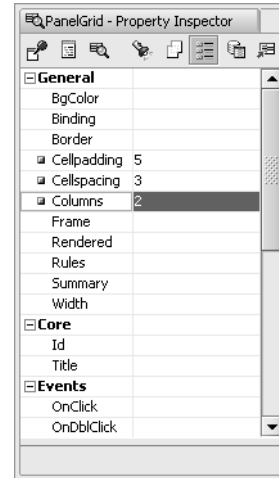 PanelGrid - Property Inspector
General
BgColor
Binding
Border
Cellpadding 5
Cellspacing 3
Columns 2
Frame
Rendered
Rules
Summary
Width
Core
Id
Title
Events
OnClick
OnDblClick